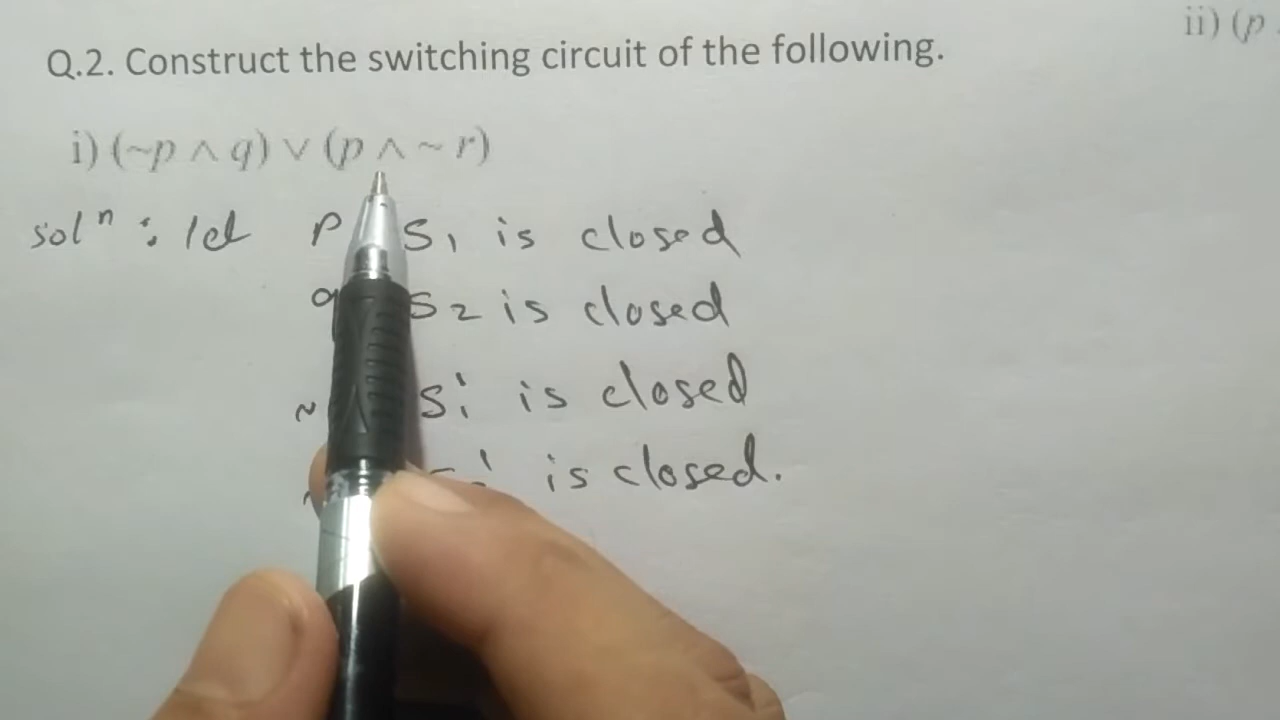 ii) (p
Q.2. Construct the switching circuit of the following.
i) (~p ∧ q) ∨ (p ∧ ~ r)
solⁿ : let p S₁ is closed
q S₂ is closed
~ S₁' is closed
is closed.